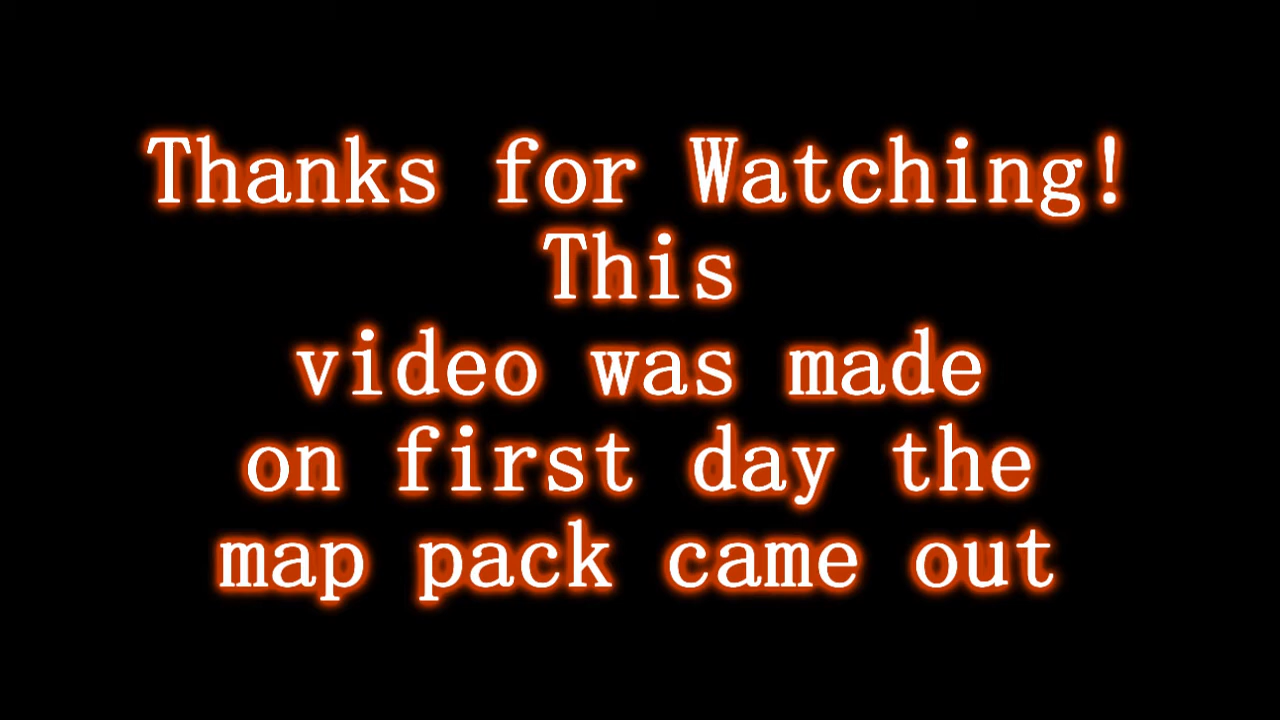 Thanks for Watching!
This
video was made
on first day the
map pack came out